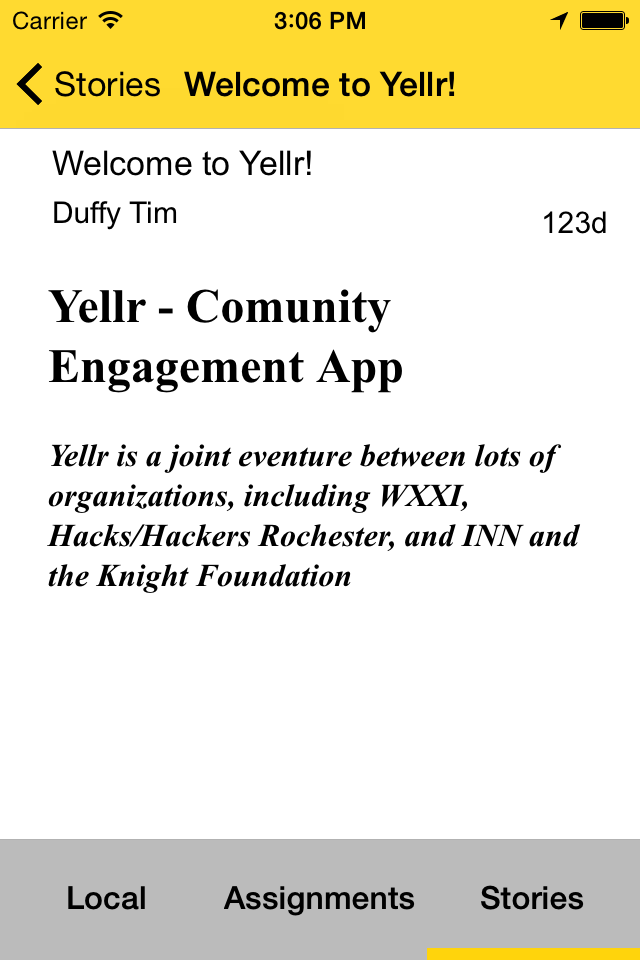 Carrier 3:06 PM
Stories Welcome to Yellr!
Welcome to Yellr!
Duffy Tim
123d
Yellr - Comunity
Engagement App
Yellr is a joint eventure between lots of
organizations, including WXXI,
Hacks/Hackers Rochester, and INN and
the Knight Foundation
Local Assignments Stories